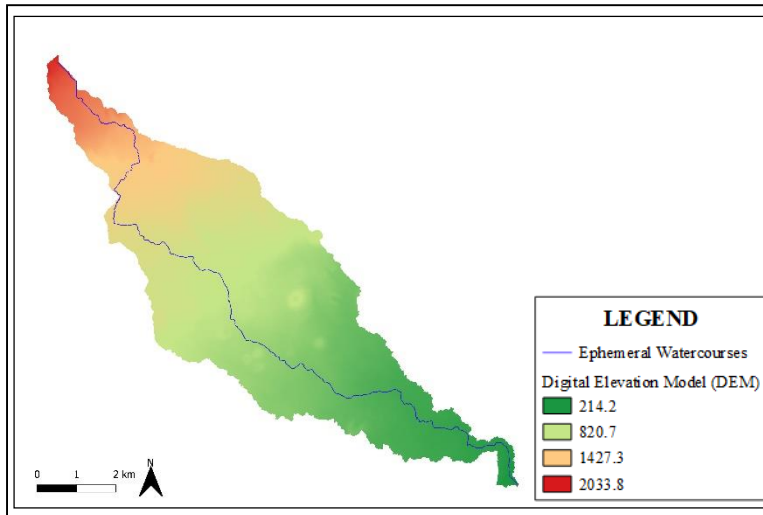 LEGEND
Ephemeral Watercourses
Digital Elevation Model (DEM)
214.2
820.7
1427.3
2033.8
0 1 2 km
N